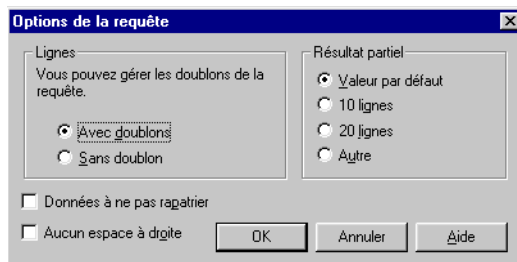 Options de la requête
Lignes
Vous pouvez gérer les doublons de la
requête.
Avec doublons
Sans doublon
Résultat partiel
Valeur par défaut
10 lignes
20 lignes
Autre
Données à ne pas rapatrier
Aucun espace à droite
OK
Annuler
Aide